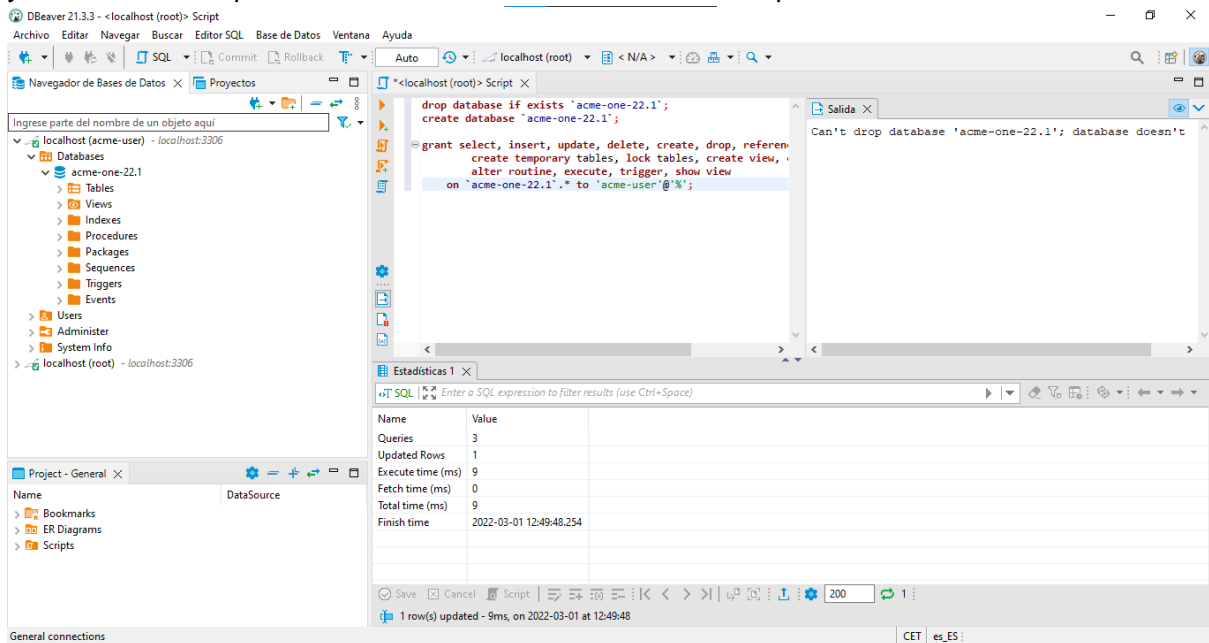 DBeaver 21.3.3 - <localhost (root)> Script
Archivo Editar Navegar Buscar Editor SQL Base de Datos Ventana Ayuda
SQL Commit Rollback Tr Auto localhost (root) < N/A >
Navegador de Bases de Datos Proyectos
Ingrese parte del nombre de un objeto aquí
localhost (acme-user) - localhost:3306
Databases
acme-one-22.1
Tables
Views
Indexes
Procedures
Packages
Sequences
Triggers
Events
Users
Administer
System Info
localhost (root) - localhost:3306
*<localhost (root)> Script
drop database if exists `acme-one-22.1`;
create database `acme-one-22.1`;
grant select, insert, update, delete, create, drop, referen
create temporary tables, lock tables, create view,
alter routine, execute, trigger, show view
on `acme-one-22.1`.* to 'acme-user'@'%';
Salida
Can't drop database 'acme-one-22.1'; database doesn't
Estadísticas 1
SQL Enter a SQL expression to filter results (use Ctrl+Space)
Name Value
Queries 3
Updated Rows 1
Execute time (ms) 9
Fetch time (ms) 0
Total time (ms) 9
Finish time 2022-03-01 12:49:48.254
Project - General
Name DataSource
Bookmarks
ER Diagrams
Scripts
Save Cancel Script 200 1
1 row(s) updated - 9ms, on 2022-03-01 at 12:49:48
General connections CET es_ES